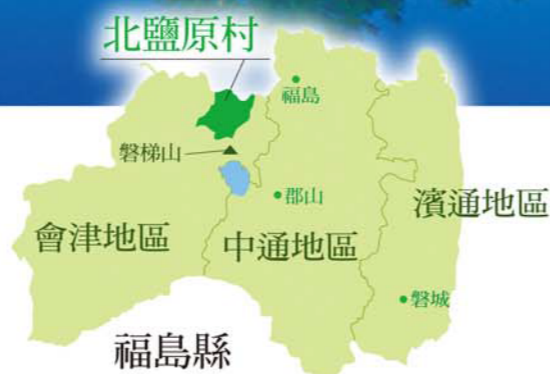 北鹽原村
福島
磐梯山
郡山
濱通地區
會津地區
中通地區
磐城
福島縣